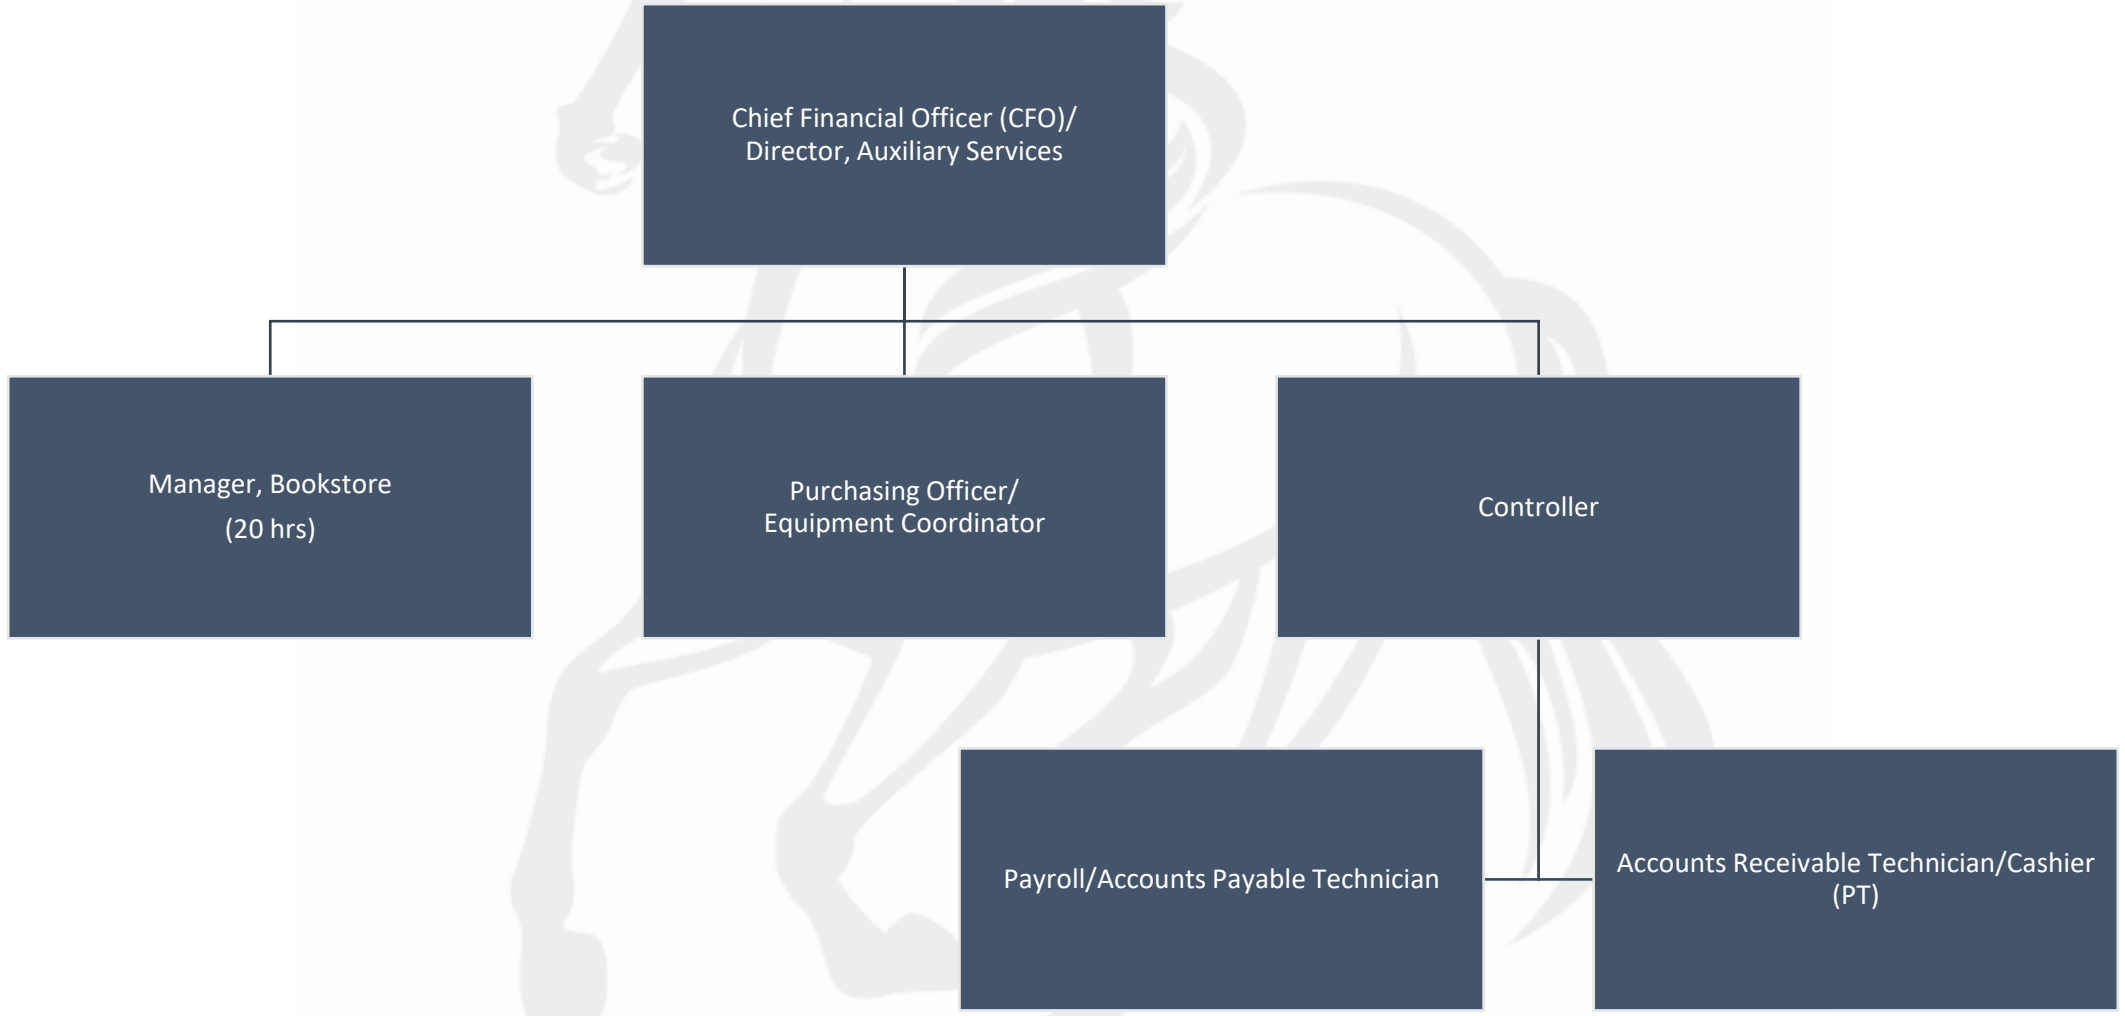 Chief Financial Officer (CFO)/
Director, Auxiliary Services
Manager, Bookstore
(20 hrs)
Purchasing Officer/
Equipment Coordinator
Controller
Payroll/Accounts Payable Technician
Accounts Receivable Technician/Cashier
(PT)